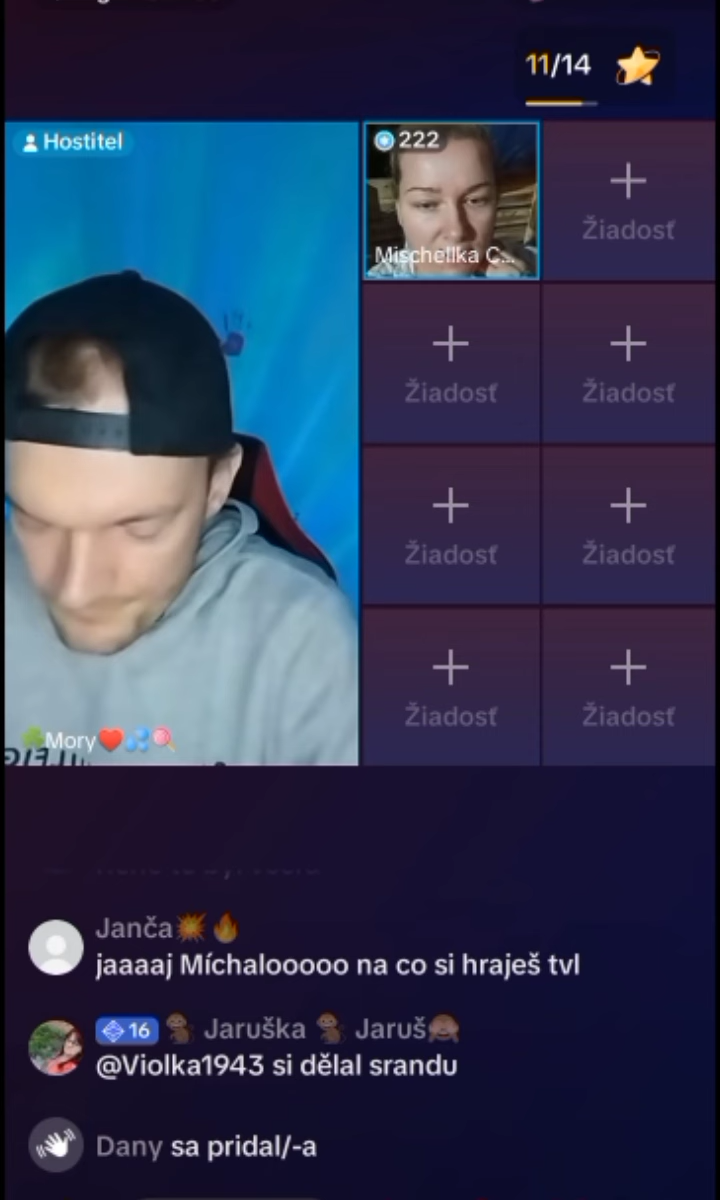 11/14
Hostitel
222
Mischellka C...
Žiadosť
Žiadosť
Žiadosť
Žiadosť
Žiadosť
Žiadosť
Žiadosť
🍀Mory❤️💦🍭
Janča💥🔥
jaaaaj Míchalooooo na co si hraješ tvl
16 🐒 Jaruška 🐒 Jaruš🙈
@Violka1943 si dělal srandu
Dany sa pridal/-a